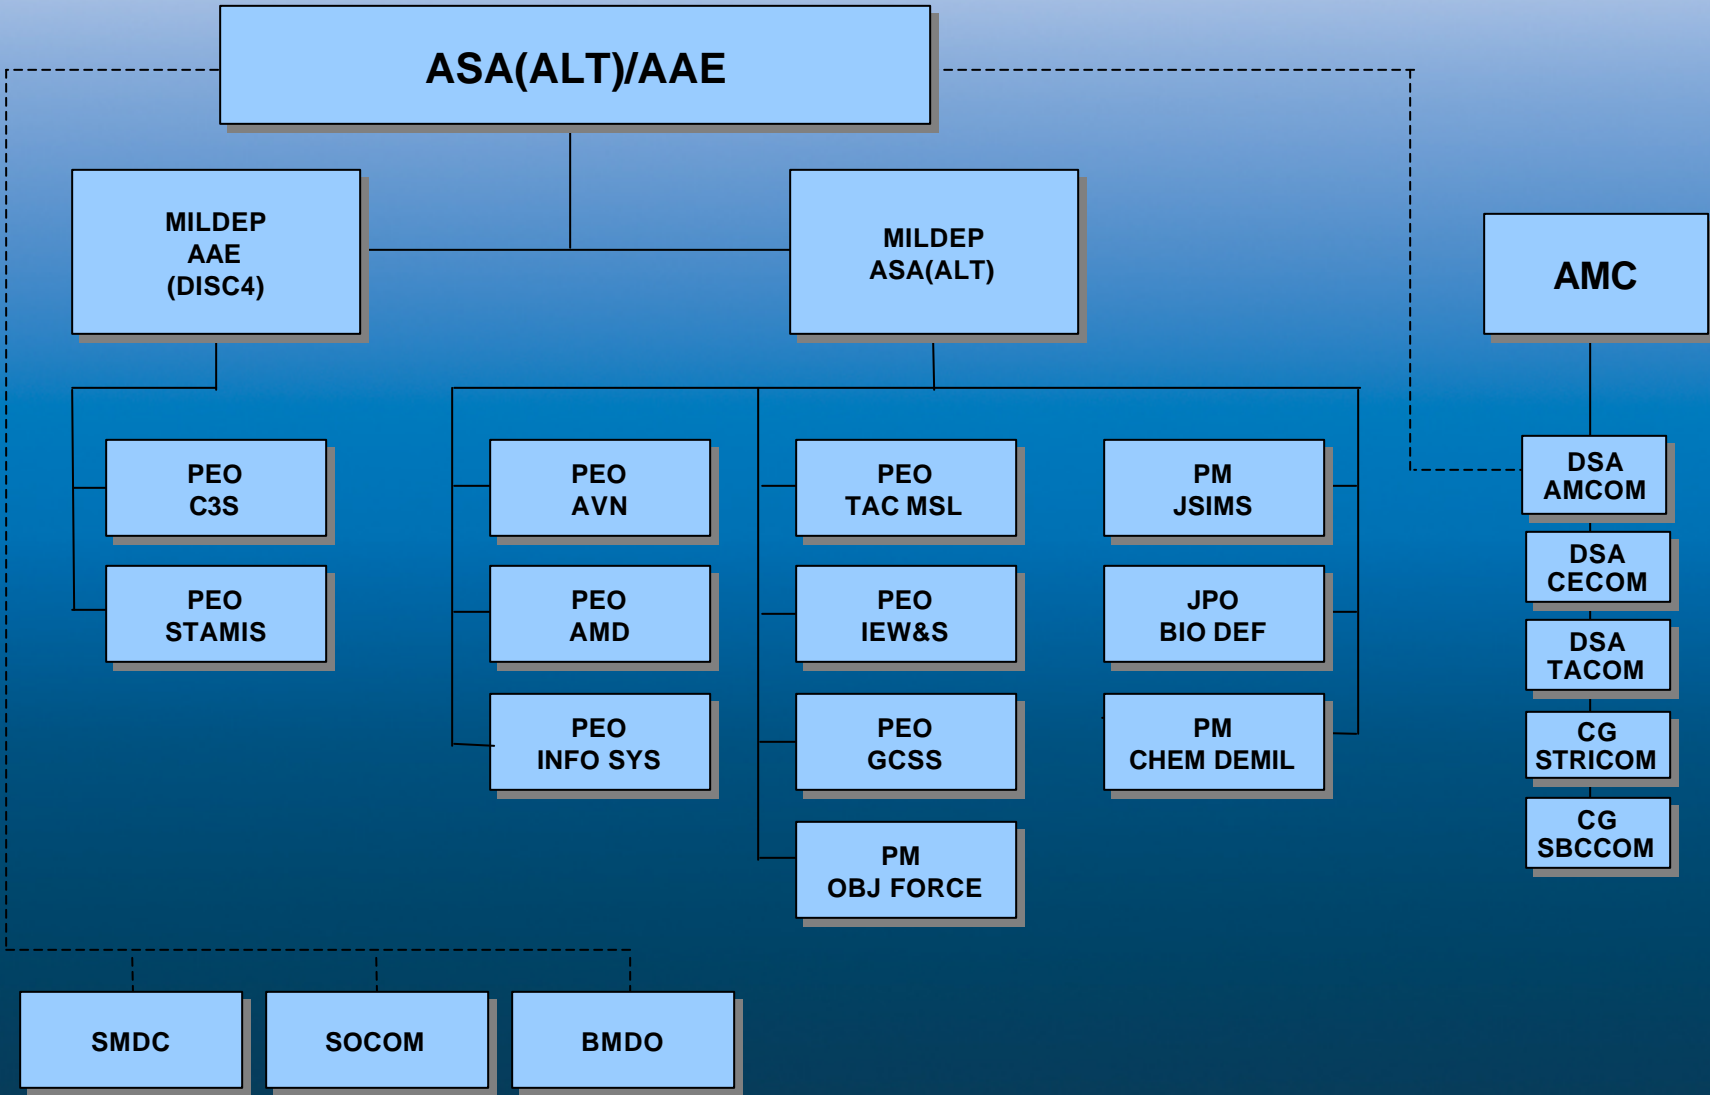 ASA(ALT)/AAE
MILDEP
AAE
(DISC4)
MILDEP
ASA(ALT)
AMC
PEO
C3S
PEO
STAMIS
PEO
AVN
PEO
AMD
PEO
INFO SYS
PEO
TAC MSL
PEO
IEW&S
PEO
GCSS
PM
OBJ FORCE
PM
JSIMS
JPO
BIO DEF
PM
CHEM DEMIL
DSA
AMCOM
DSA
CECOM
DSA
TACOM
CG
STRICOM
CG
SBCCOM
SMDC
SOCOM
BMDO